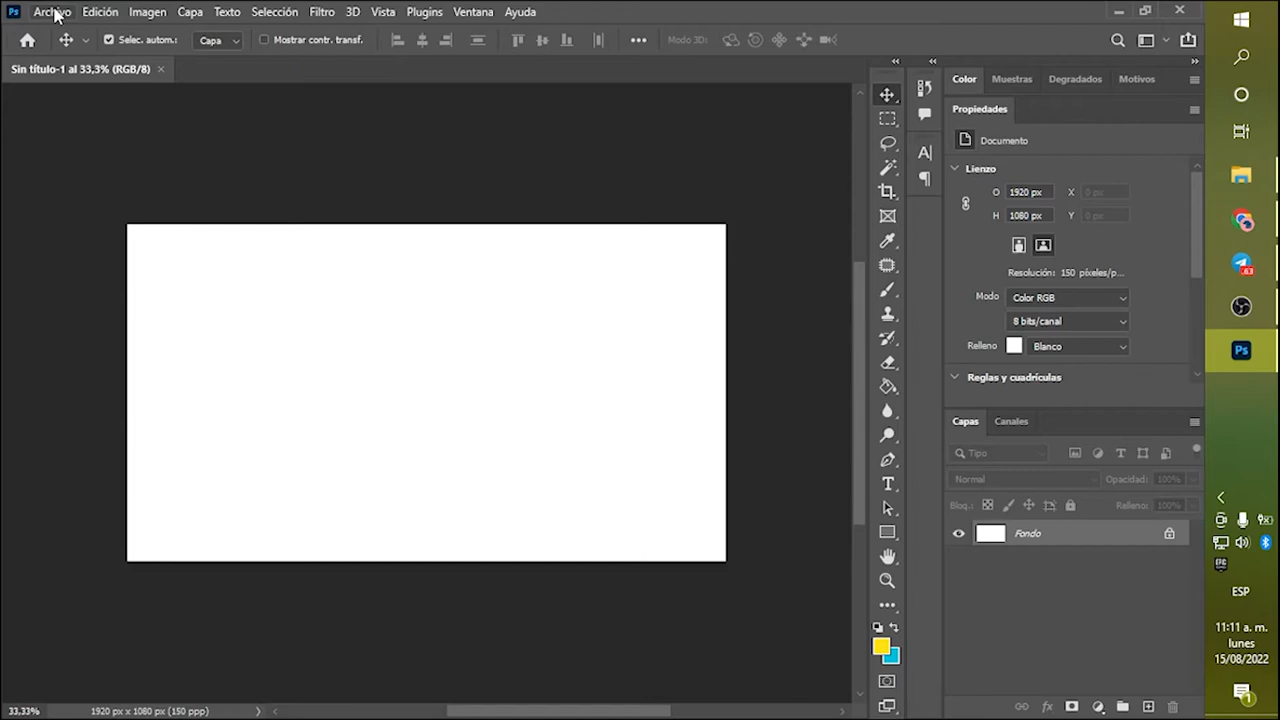 Ps Archivo Edición Imagen Capa Texto Selección Filtro 3D Vista Plugins Ventana Ayuda
Selec. autom.: Capa Mostrar contr. transf. Modo 3D:
Sin título-1 al 33,3% (RGB/8)
Color Muestras Degradados Motivos
Propiedades
Documento
Lienzo
O 1920 px X 0 px
H 1080 px Y 0 px
Resolución: 150 píxeles/p...
Modo Color RGB
8 bits/canal
Relleno Blanco
Reglas y cuadrículas
Capas Canales
Tipo
Normal Opacidad: 100%
Bloq.: Relleno: 100%
Fondo
33,33% 1920 px x 1080 px (150 ppp)
63
Ps
ESP
11:11 a. m.
lunes
15/08/2022
1